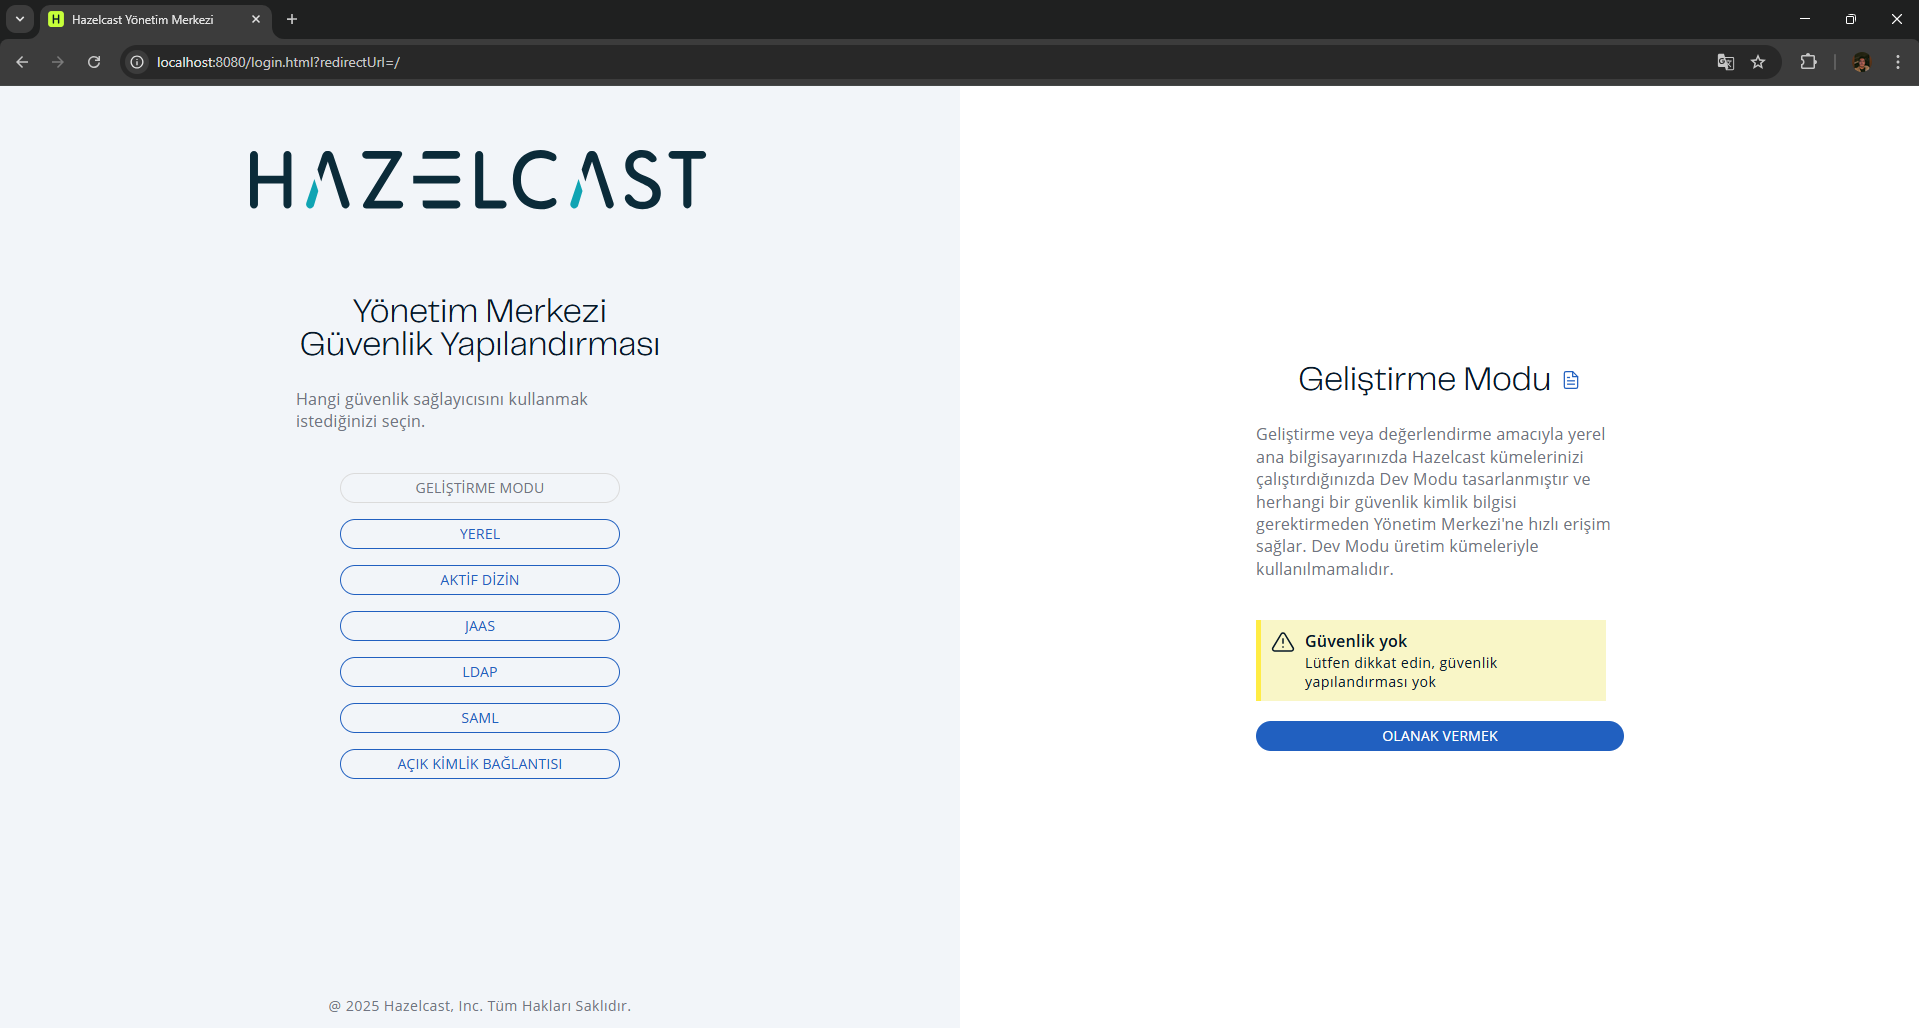 Hazelcast Yönetim Merkezi
localhost:8080/login.html?redirectUrl=/
HAZELCAST
Yönetim Merkezi
Güvenlik Yapılandırması
Hangi güvenlik sağlayıcısını kullanmak
istediğinizi seçin.
GELİŞTİRME MODU
YEREL
AKTİF DİZİN
JAAS
LDAP
SAML
AÇIK KİMLİK BAĞLANTISI
@ 2025 Hazelcast, Inc. Tüm Hakları Saklıdır.
Geliştirme Modu
Geliştirme veya değerlendirme amacıyla yerel
ana bilgisayarınızda Hazelcast kümelerinizi
çalıştırdığınızda Dev Modu tasarlanmıştır ve
herhangi bir güvenlik kimlik bilgisi
gerektirmeden Yönetim Merkezi'ne hızlı erişim
sağlar. Dev Modu üretim kümeleriyle
kullanılmamalıdır.
Güvenlik yok
Lütfen dikkat edin, güvenlik
yapılandırması yok
OLANAK VERMEK